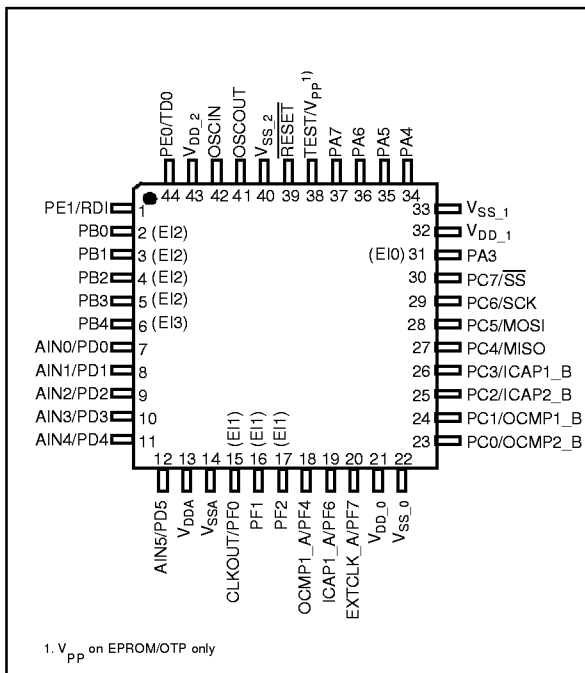 PE0/TD0
VDD_2
OSCIN
OSCOUT
VSS_2
RESET
TEST/VPP 1)
PA7
PA6
PA5
PA4
44 43 42 41 40 39 38 37 36 35 34
PE1/RDI 1
PB0 2 (EI2)
PB1 3 (EI2)
PB2 4 (EI2)
PB3 5 (EI2)
PB4 6 (EI3)
AIN0/PD0 7
AIN1/PD1 8
AIN2/PD2 9
AIN3/PD3 10
AIN4/PD4 11
33 VSS_1
32 VDD_1
(EI0) 31 PA3
30 PC7/SS
29 PC6/SCK
28 PC5/MOSI
27 PC4/MISO
26 PC3/ICAP1_B
25 PC2/ICAP2_B
24 PC1/OCMP1_B
23 PC0/OCMP2_B
(EI1) (EI1) (EI1)
12 13 14 15 16 17 18 19 20 21 22
AIN5/PD5
VDDA
VSSA
CLKOUT/PF0
PF1
PF2
OCMP1_A/PF4
ICAP1_A/PF6
EXTCLK_A/PF7
VDD_0
VSS_0
1. VPP on EPROM/OTP only